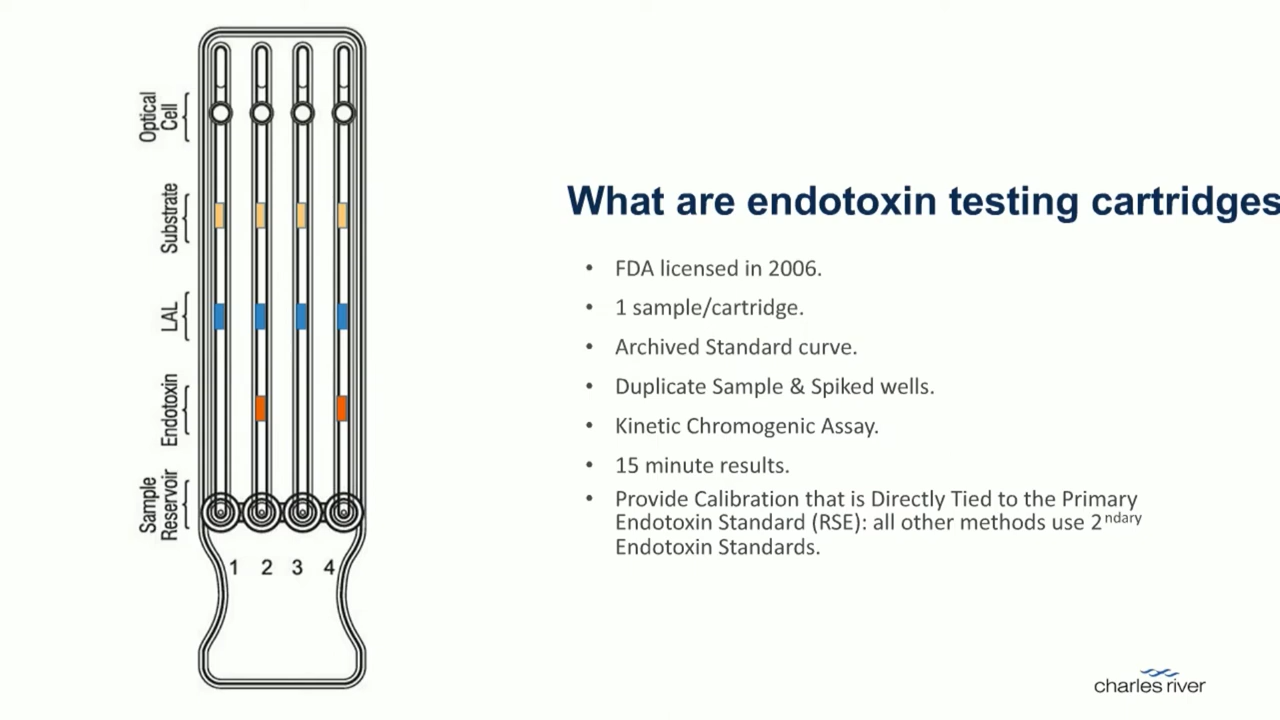 What are endotoxin testing cartridges
• FDA licensed in 2006.
• 1 sample/cartridge.
• Archived Standard curve.
• Duplicate Sample & Spiked wells.
• Kinetic Chromogenic Assay.
• 15 minute results.
• Provide Calibration that is Directly Tied to the Primary
Endotoxin Standard (RSE): all other methods use 2ndary
Endotoxin Standards.
Optical
Cell
Substrate
LAL
Endotoxin
Sample
Reservoir
1 2 3 4
charles river